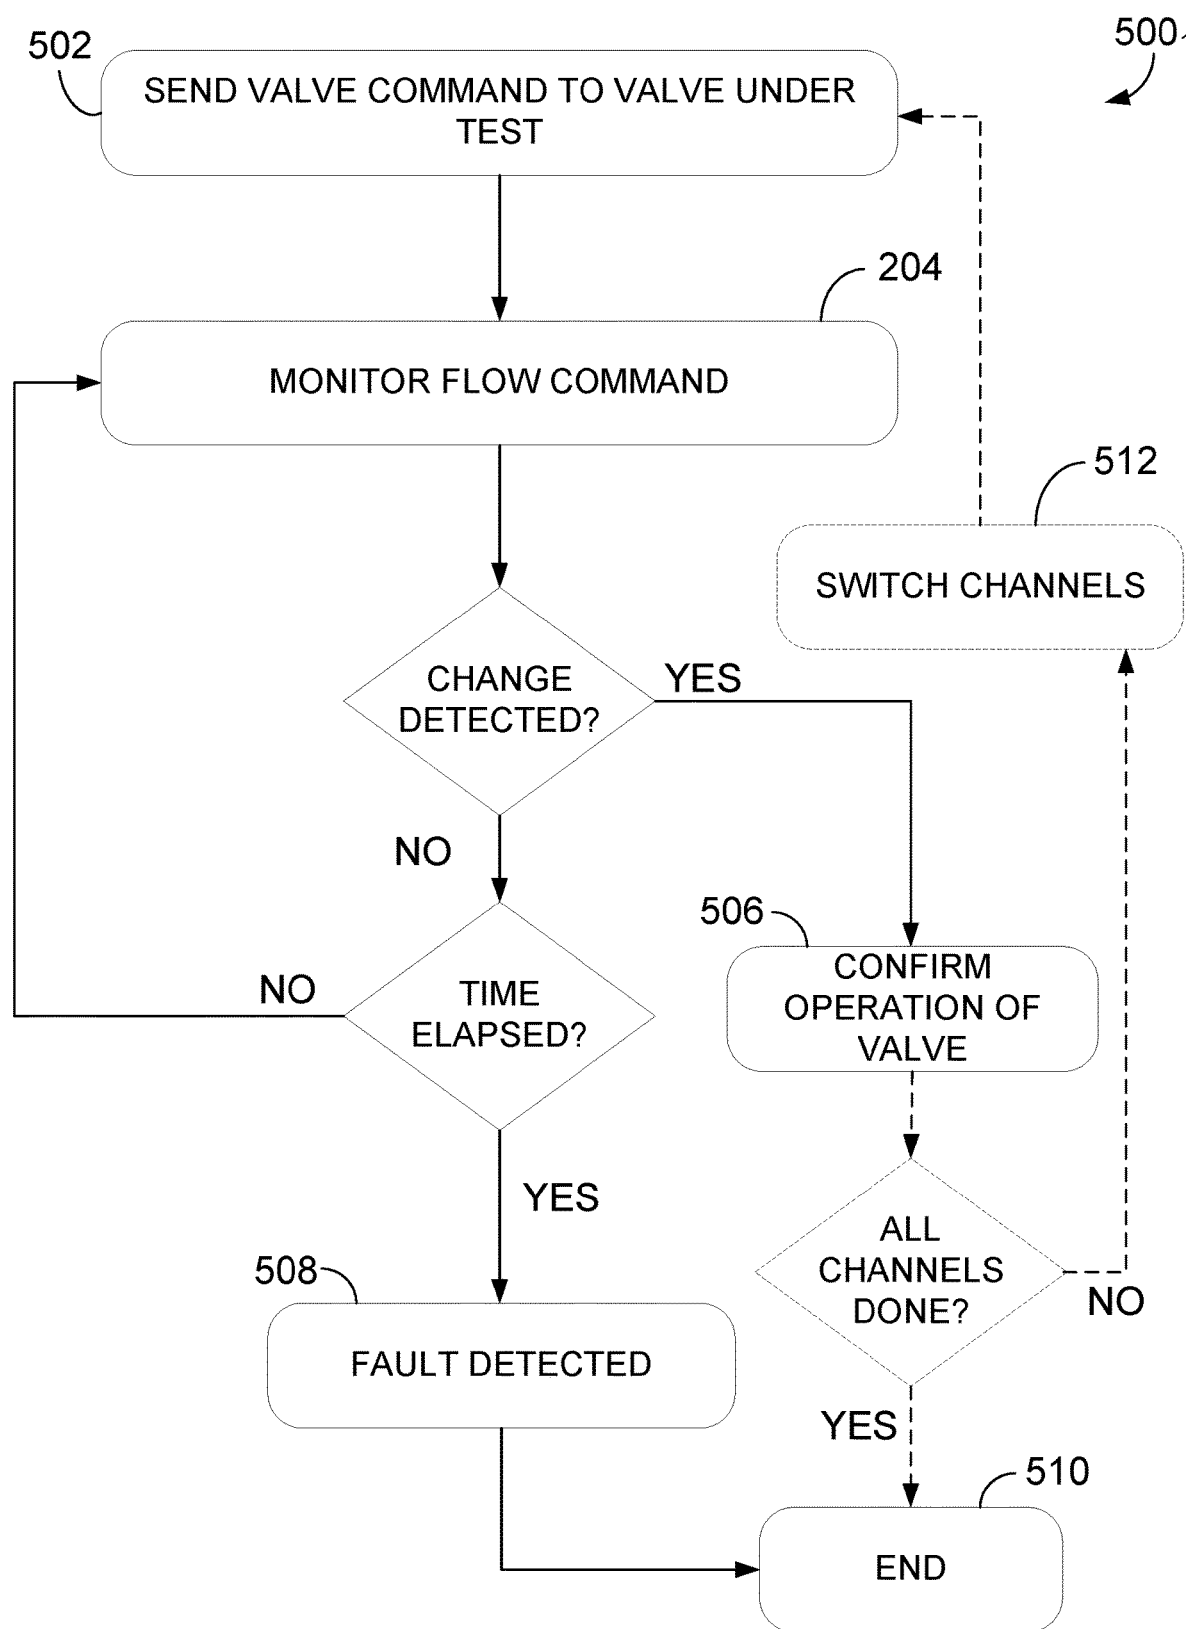 500
502
SEND VALVE COMMAND TO VALVE UNDER
TEST
204
MONITOR FLOW COMMAND
512
SWITCH CHANNELS
CHANGE
DETECTED?
YES
NO
506
CONFIRM
OPERATION OF
VALVE
TIME
ELAPSED?
NO
YES
ALL
CHANNELS
DONE?
NO
YES
508
FAULT DETECTED
510
END